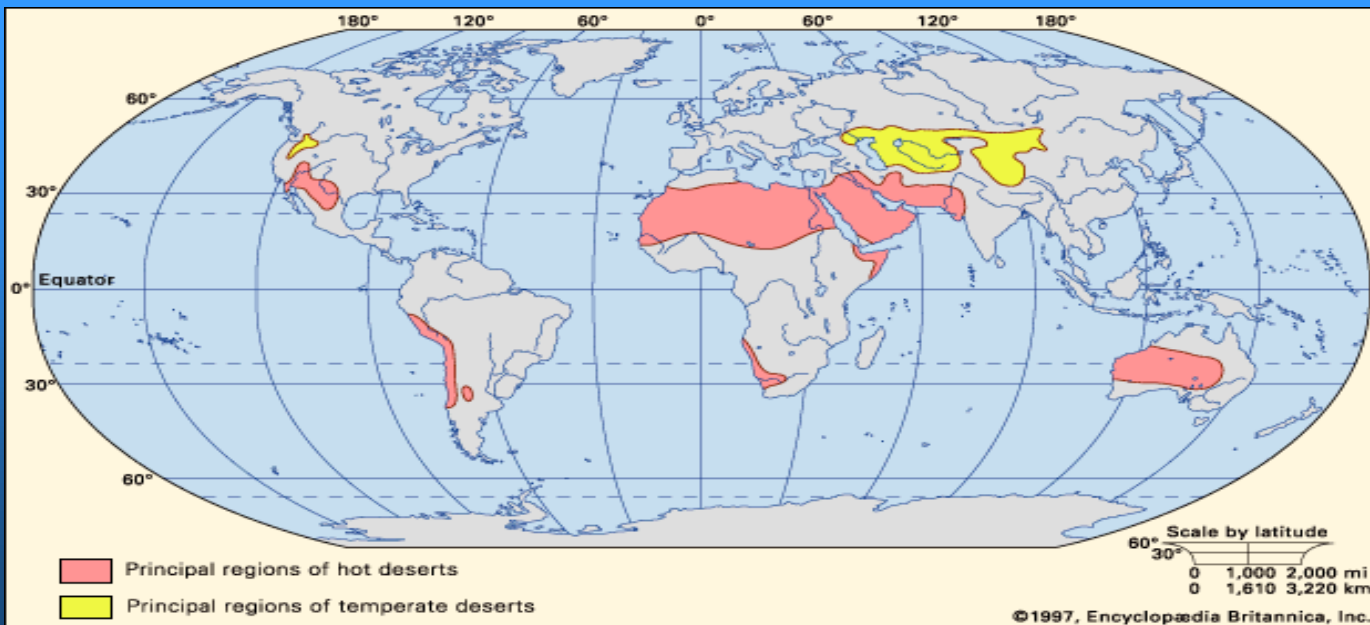 180° 120° 60° 0° 60° 120° 180°
60°
30°
Equator
0°
30°
60°
Scale by latitude
60°
30°
0 1,000 2,000 mi
0 1,610 3,220 km
Principal regions of hot deserts
Principal regions of temperate deserts
©1997, Encyclopædia Britannica, Inc.